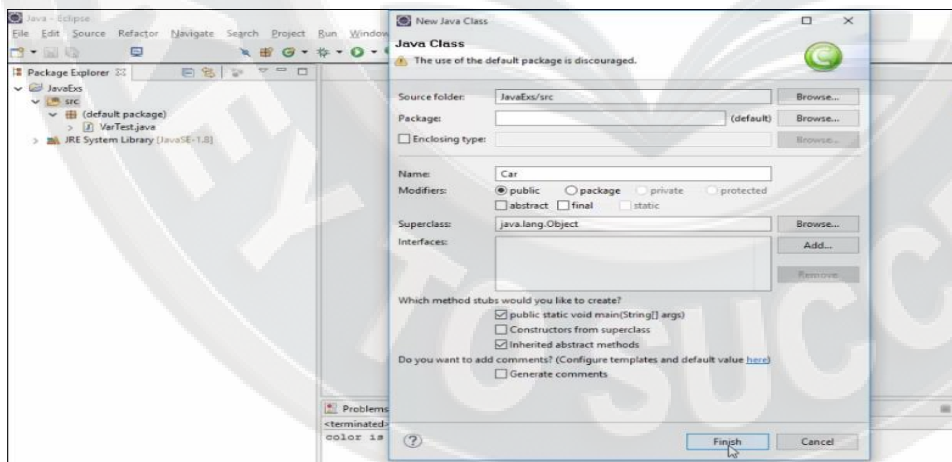 Java - Eclipse
File Edit Source Refactor Navigate Search Project Run Window
Package Explorer
JavaExs
src
(default package)
VarTest.java
JRE System Library [JavaSE-1.8]
Problems
<terminated>
color is
New Java Class
Java Class
The use of the default package is discouraged.
Source folder: JavaExs/src Browse...
Package: (default) Browse...
Enclosing type: Browse...
Name: Car
Modifiers: public package private protected
abstract final static
Superclass: java.lang.Object Browse...
Interfaces: Add...
Remove
Which method stubs would you like to create?
public static void main(String[] args)
Constructors from superclass
Inherited abstract methods
Do you want to add comments? (Configure templates and default value here)
Generate comments
? Finish Cancel
EY TO SUCC